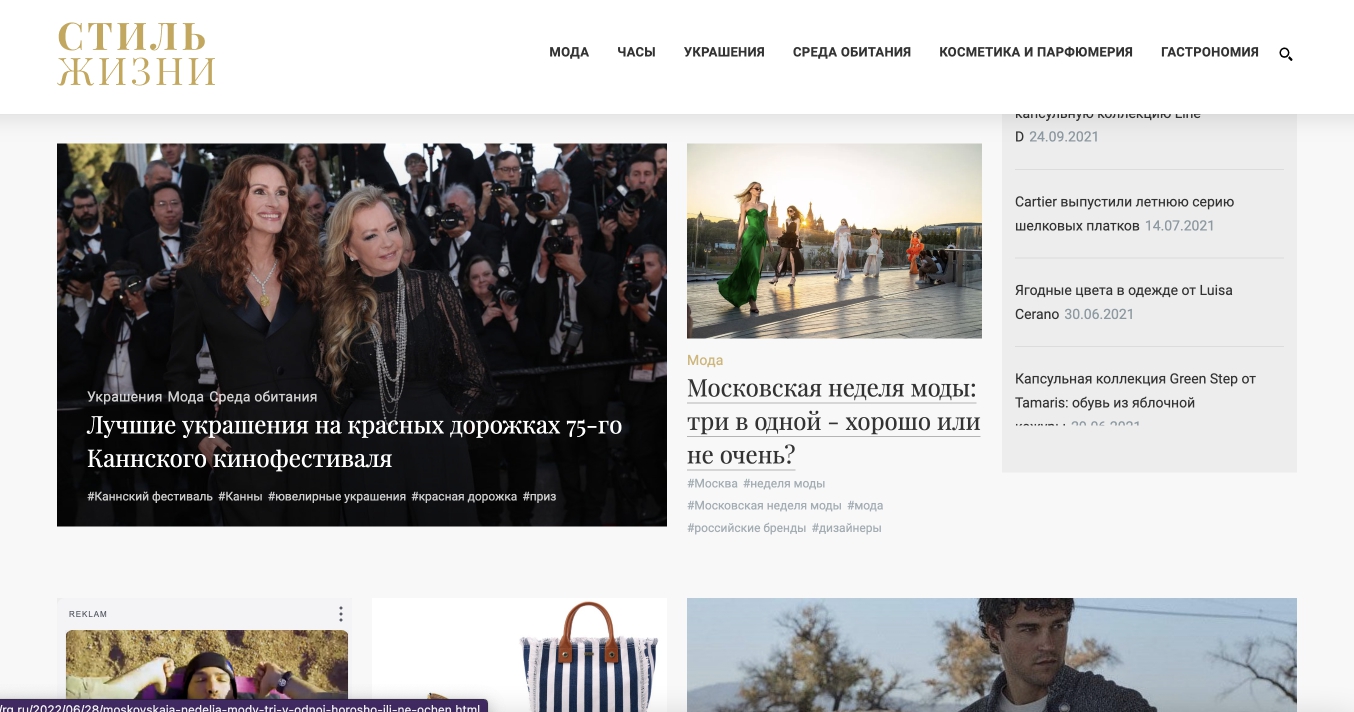 СТИЛЬ
ЖИЗНИ
МОДА ЧАСЫ УКРАШЕНИЯ СРЕДА ОБИТАНИЯ КОСМЕТИКА И ПАРФЮМЕРИЯ ГАСТРОНОМИЯ
Украшения Мода Среда обитания
Лучшие украшения на красных дорожках 75-го
Каннского кинофестиваля
#Каннский фестиваль #Канны #ювелирные украшения #красная дорожка #приз
Мода
Московская неделя моды:
три в одной – хорошо или
не очень?
#Москва #неделя моды
#Московская неделя моды #мода
#российские бренды #дизайнеры
капсульную коллекцию Line
D 24.09.2021
Cartier выпустили летнюю серию
шелковых платков 14.07.2021
Ягодные цвета в одежде от Luisa
Cerano 30.06.2021
Капсульная коллекция Green Step от
Tamaris: обувь из яблочной
кожуры 20.06.2021
REKLAM
/rg.ru/2022/06/28/moskovskaia-nedelia-mody-tri-v-odnoj-horosho-ili-ne-ochen.html